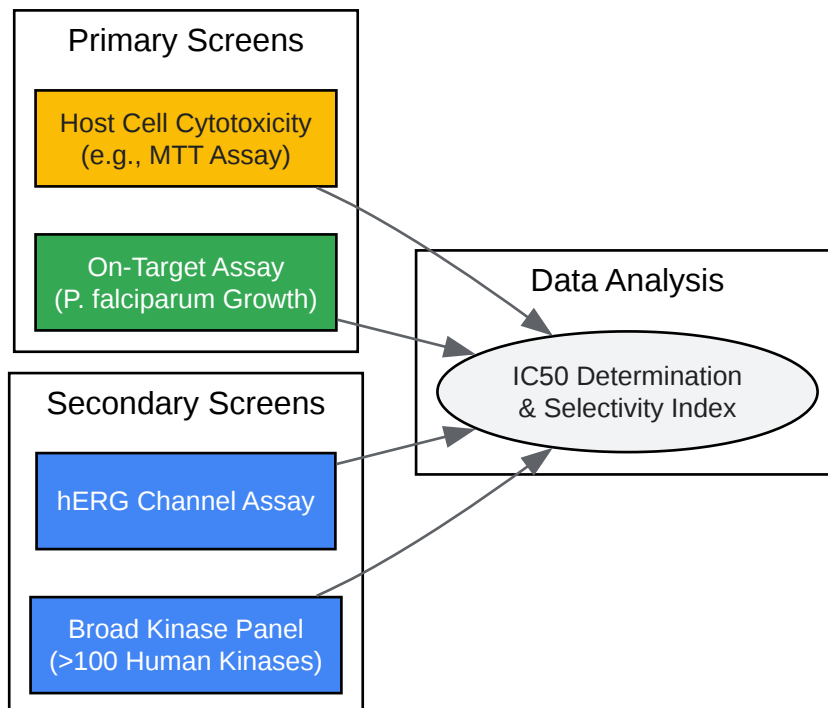 Primary Screens
Host Cell Cytotoxicity
(e.g., MTT Assay)
On-Target Assay
(P. falciparum Growth)
Secondary Screens
hERG Channel Assay
Broad Kinase Panel
(>100 Human Kinases)
Data Analysis
IC50 Determination
& Selectivity Index